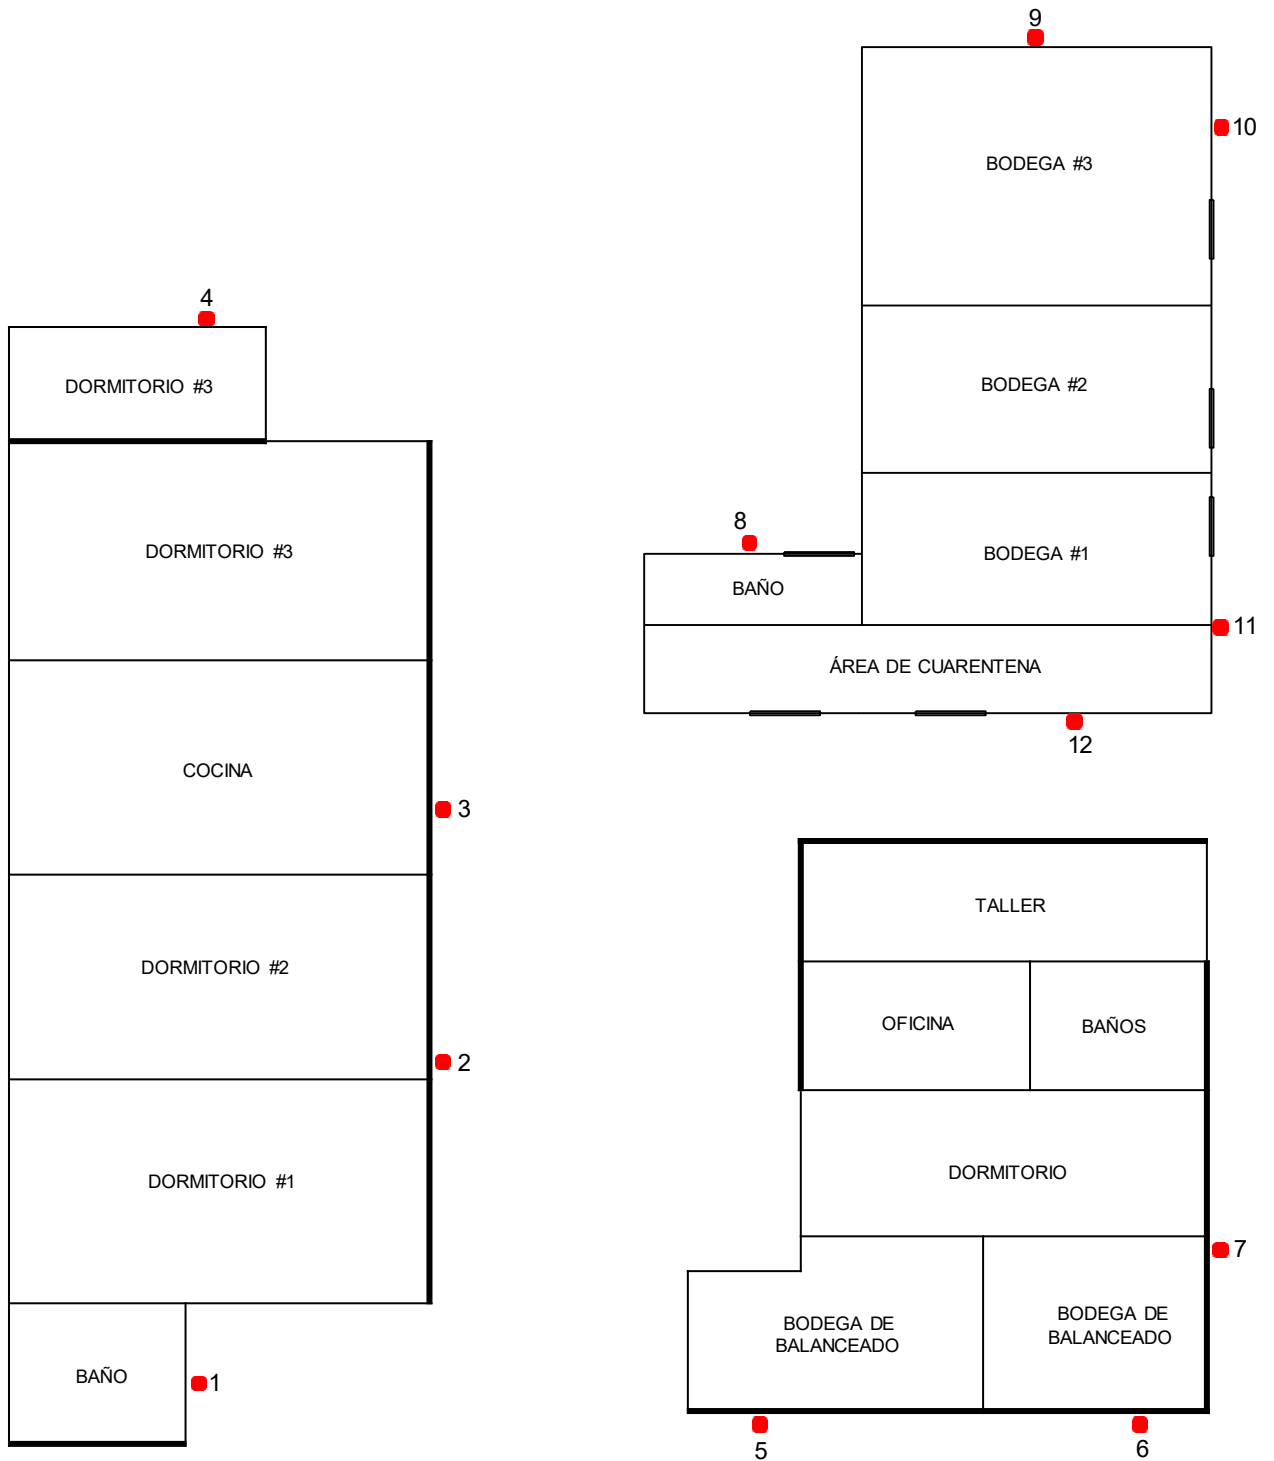 4
DORMITORIO #3
DORMITORIO #3
COCINA
3
DORMITORIO #2
2
DORMITORIO #1
BAÑO
1
9
10
BODEGA #3
BODEGA #2
8
BODEGA #1
BAÑO
11
ÁREA DE CUARENTENA
12
TALLER
OFICINA
BAÑOS
DORMITORIO
7
BODEGA DE
BALANCEADO
BODEGA DE
BALANCEADO
5
6